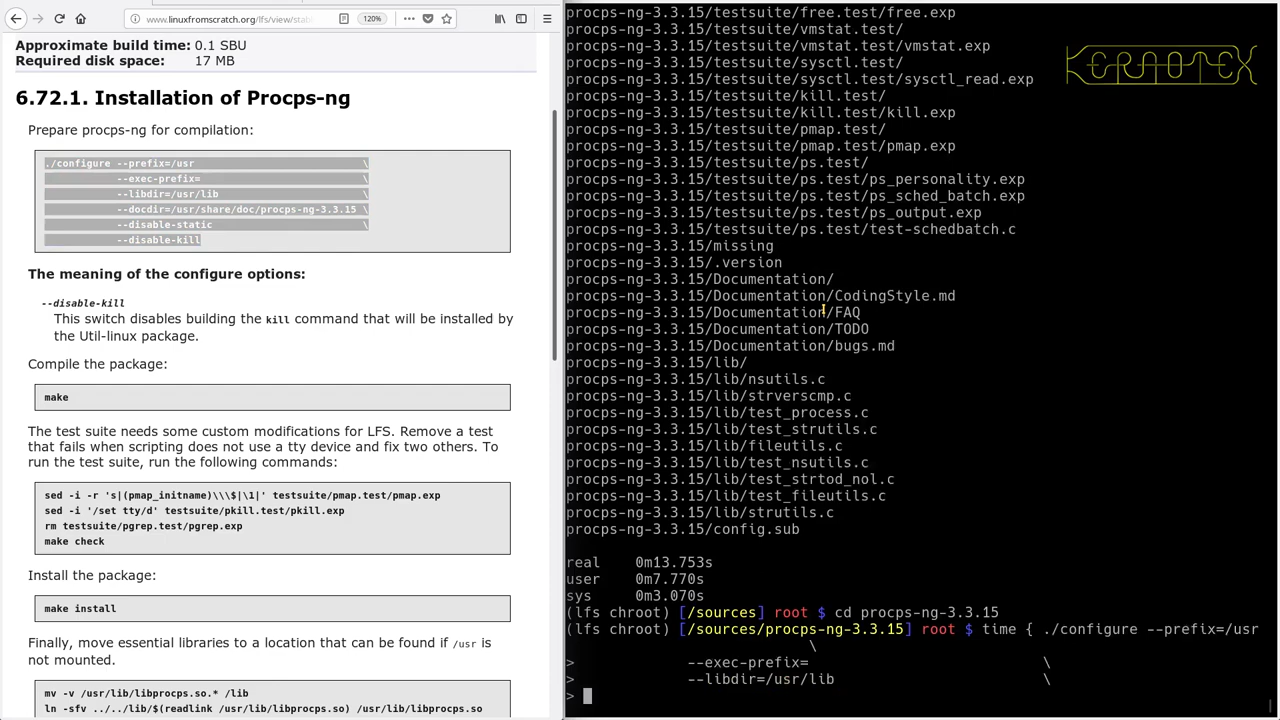 www.linuxfromscratch.org/lfs/view/stab
120%
Approximate build time: 0.1 SBU
Required disk space: 17 MB
6.72.1. Installation of Procps-ng
Prepare procps-ng for compilation:
./configure --prefix=/usr \
--exec-prefix= \
--libdir=/usr/lib \
--docdir=/usr/share/doc/procps-ng-3.3.15 \
--disable-static \
--disable-kill
The meaning of the configure options:
--disable-kill
This switch disables building the kill command that will be installed by
the Util-linux package.
Compile the package:
make
The test suite needs some custom modifications for LFS. Remove a test
that fails when scripting does not use a tty device and fix two others. To
run the test suite, run the following commands:
sed -i -r 's|(pmap_initname)\\\$|\1|' testsuite/pmap.test/pmap.exp
sed -i '/set tty/d' testsuite/pkill.test/pkill.exp
rm testsuite/pgrep.test/pgrep.exp
make check
Install the package:
make install
Finally, move essential libraries to a location that can be found if /usr is
not mounted.
mv -v /usr/lib/libprocps.so.* /lib
ln -sfv ../../lib/$(readlink /usr/lib/libprocps.so) /usr/lib/libprocps.so
procps-ng-3.3.15/testsuite/free.test/free.exp
procps-ng-3.3.15/testsuite/vmstat.test/
procps-ng-3.3.15/testsuite/vmstat.test/vmstat.exp
procps-ng-3.3.15/testsuite/sysctl.test/
procps-ng-3.3.15/testsuite/sysctl.test/sysctl_read.exp
procps-ng-3.3.15/testsuite/kill.test/
procps-ng-3.3.15/testsuite/kill.test/kill.exp
procps-ng-3.3.15/testsuite/pmap.test/
procps-ng-3.3.15/testsuite/pmap.test/pmap.exp
procps-ng-3.3.15/testsuite/ps.test/
procps-ng-3.3.15/testsuite/ps.test/ps_personality.exp
procps-ng-3.3.15/testsuite/ps.test/ps_sched_batch.exp
procps-ng-3.3.15/testsuite/ps.test/ps_output.exp
procps-ng-3.3.15/testsuite/ps.test/test-schedbatch.c
procps-ng-3.3.15/missing
procps-ng-3.3.15/.version
procps-ng-3.3.15/Documentation/
procps-ng-3.3.15/Documentation/CodingStyle.md
procps-ng-3.3.15/Documentation/FAQ
procps-ng-3.3.15/Documentation/TODO
procps-ng-3.3.15/Documentation/bugs.md
procps-ng-3.3.15/lib/
procps-ng-3.3.15/lib/nsutils.c
procps-ng-3.3.15/lib/strverscmp.c
procps-ng-3.3.15/lib/test_process.c
procps-ng-3.3.15/lib/test_strutils.c
procps-ng-3.3.15/lib/fileutils.c
procps-ng-3.3.15/lib/test_nsutils.c
procps-ng-3.3.15/lib/test_strtod_nol.c
procps-ng-3.3.15/lib/test_fileutils.c
procps-ng-3.3.15/lib/strutils.c
procps-ng-3.3.15/config.sub
real 0m13.753s
user 0m7.770s
sys 0m3.070s
(lfs chroot) [/sources] root $ cd procps-ng-3.3.15
(lfs chroot) [/sources/procps-ng-3.3.15] root $ time { ./configure --prefix=/usr
\
> --exec-prefix= \
> --libdir=/usr/lib \
>